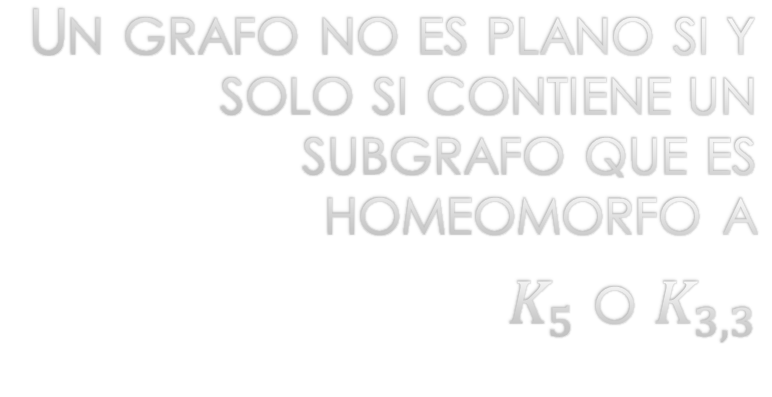 UN GRAFO NO ES PLANO SI Y
SOLO SI CONTIENE UN
SUBGRAFO QUE ES
HOMEOMORFO A
K₅ O K₃,₃